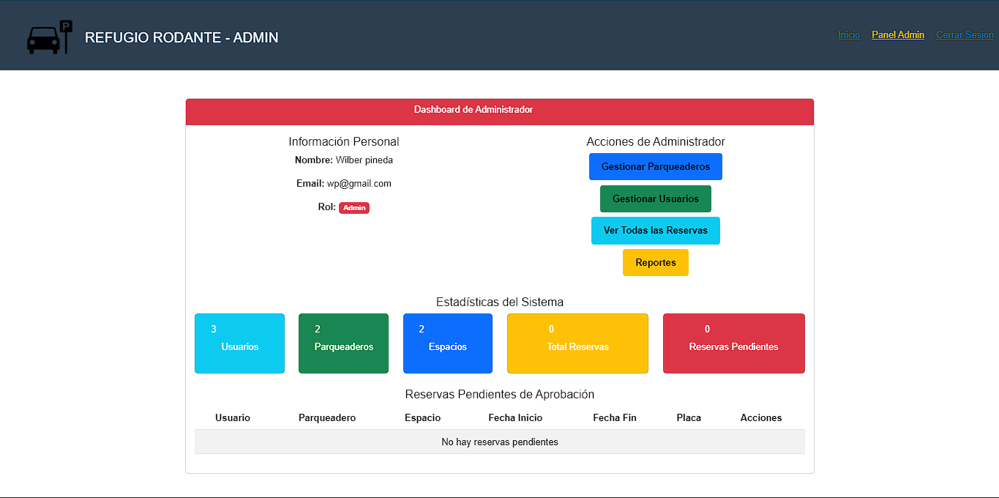 P
REFUGIO RODANTE - ADMIN
Inicio Panel Admin Cerrar Sesión
Dashboard de Administrador
Información Personal
Nombre: Wilber pineda
Email: wp@gmail.com
Rol: Admin
Acciones de Administrador
Gestionar Parqueaderos
Gestionar Usuarios
Ver Todas las Reservas
Reportes
Estadísticas del Sistema
3
Usuarios
2
Parqueaderos
2
Espacios
0
Total Reservas
0
Reservas Pendientes
Reservas Pendientes de Aprobación
Usuario Parqueadero Espacio Fecha Inicio Fecha Fin Placa Acciones
No hay reservas pendientes